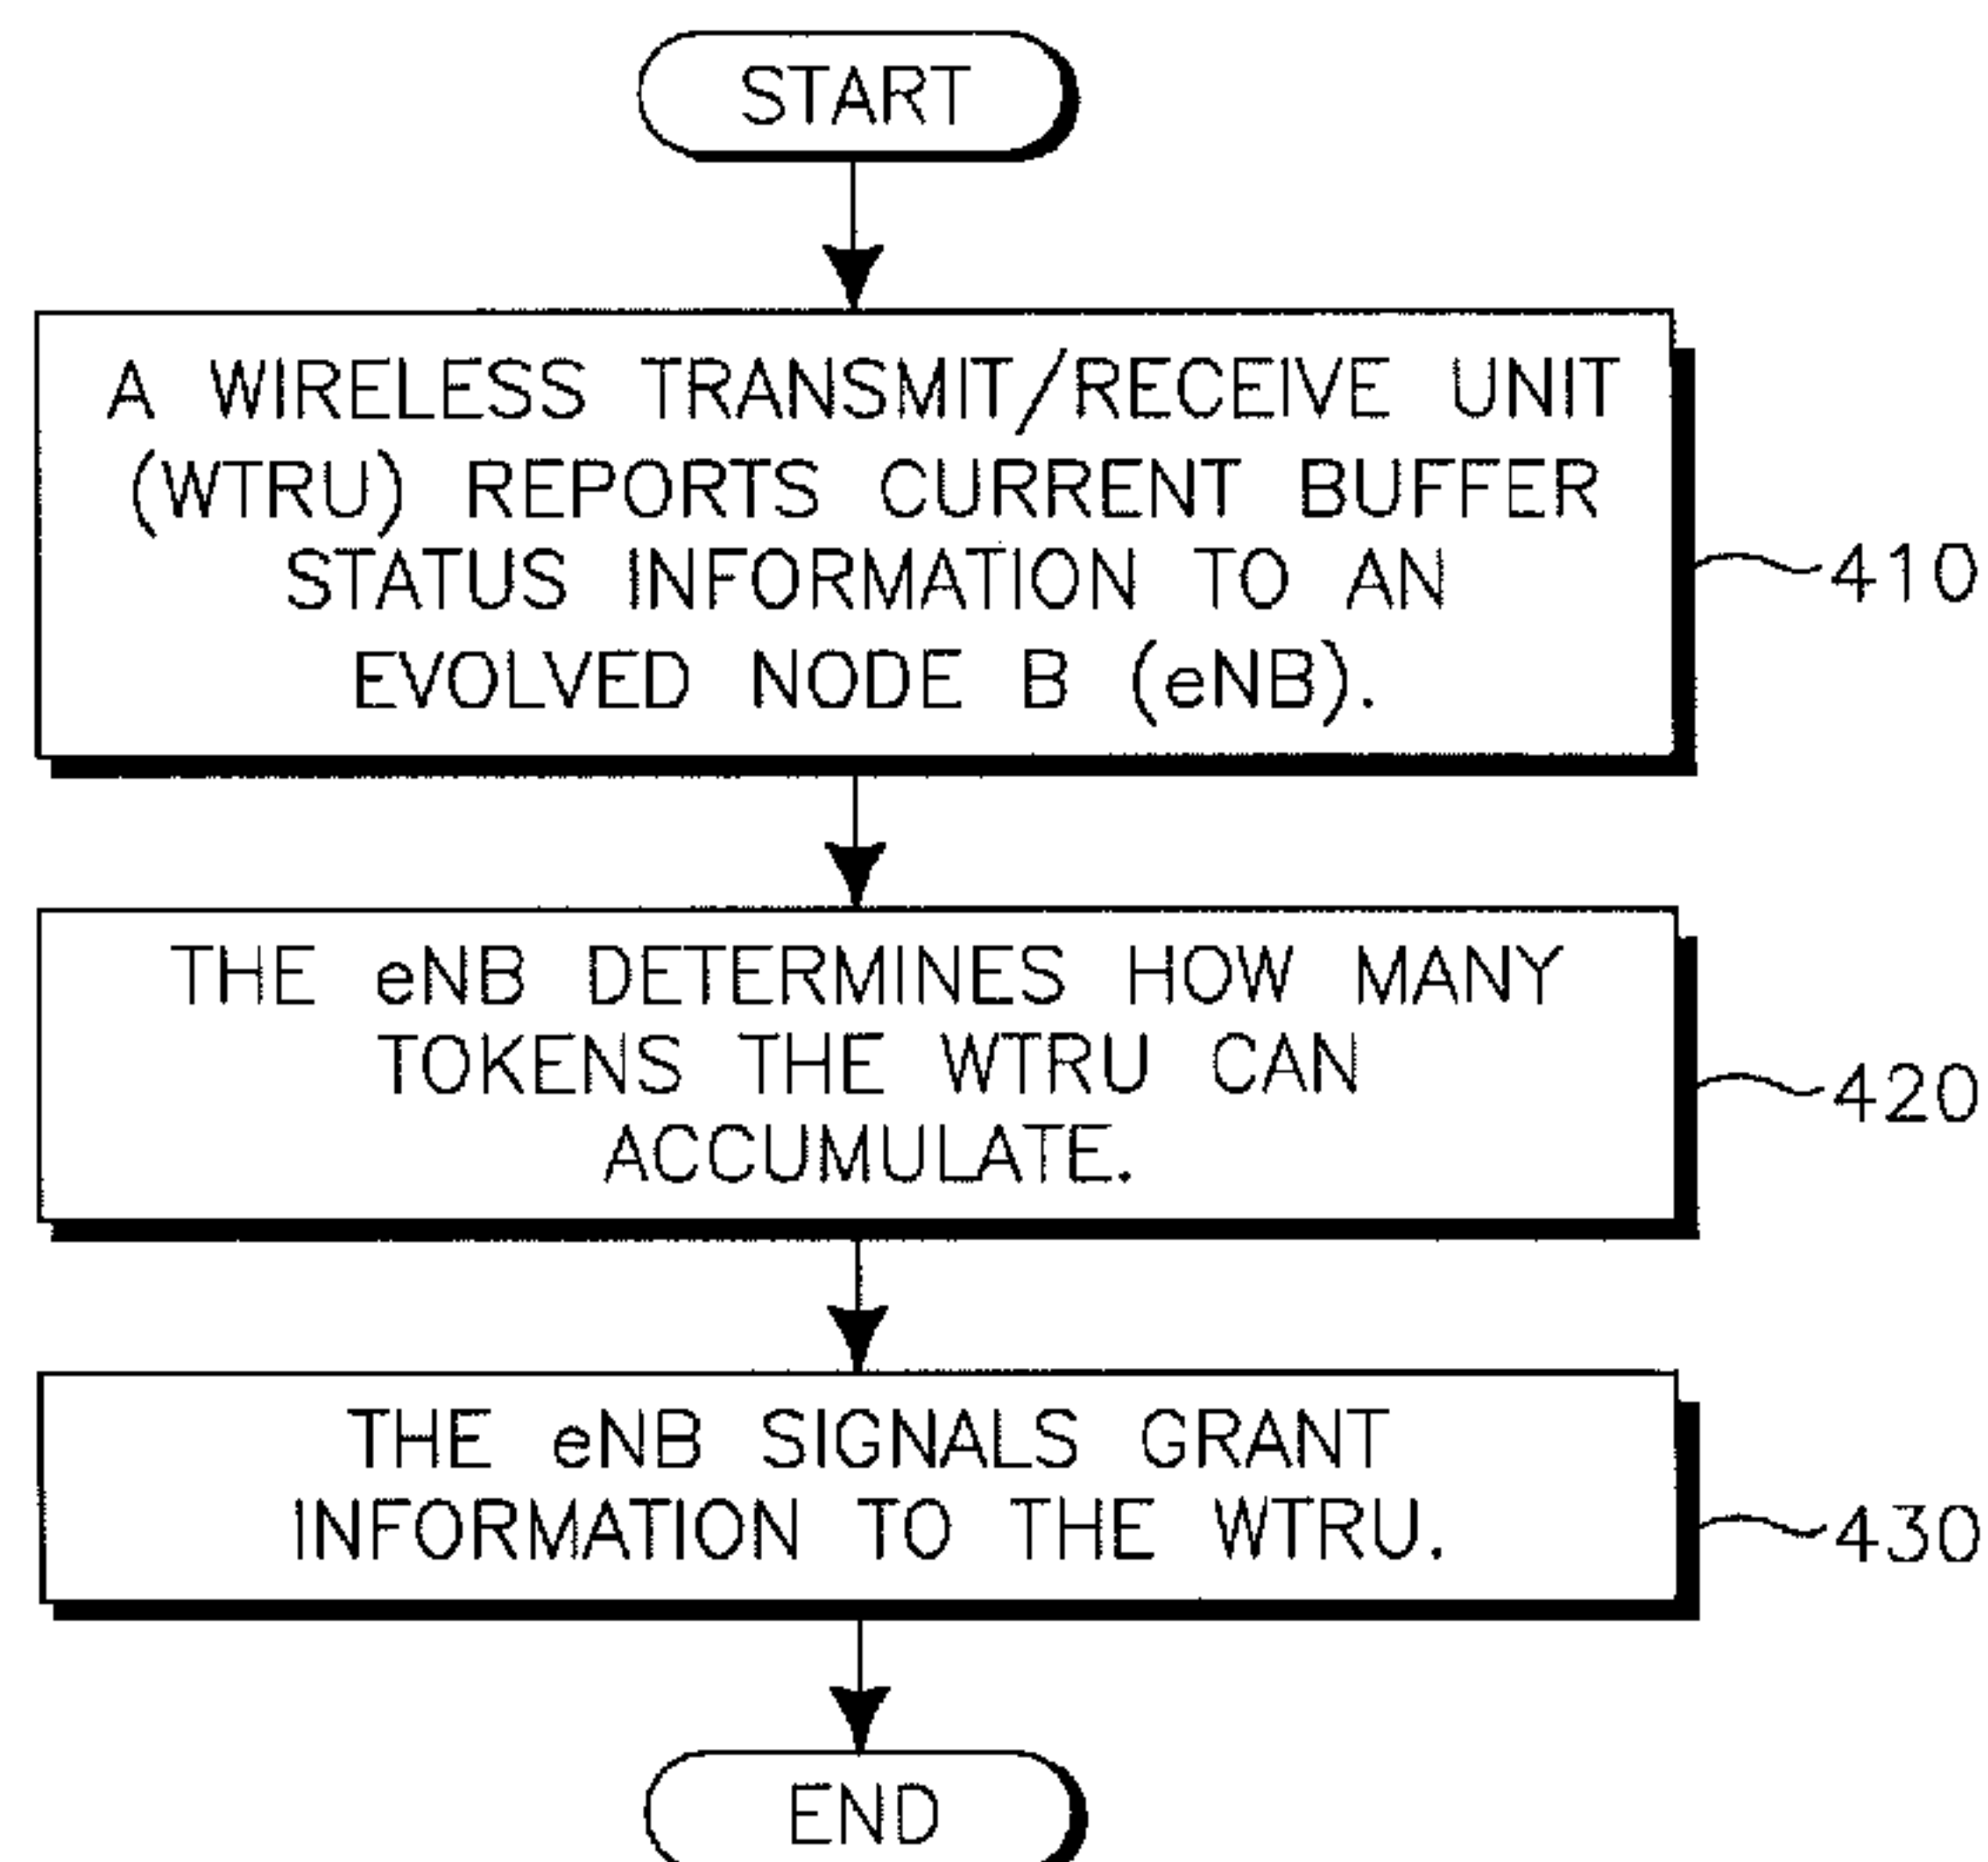 START
A WIRELESS TRANSMIT/RECEIVE UNIT
(WTRU) REPORTS CURRENT BUFFER
STATUS INFORMATION TO AN
EVOLVED NODE B (eNB).
410
THE eNB DETERMINES HOW MANY
TOKENS THE WTRU CAN
ACCUMULATE.
420
THE eNB SIGNALS GRANT
INFORMATION TO THE WTRU.
430
END